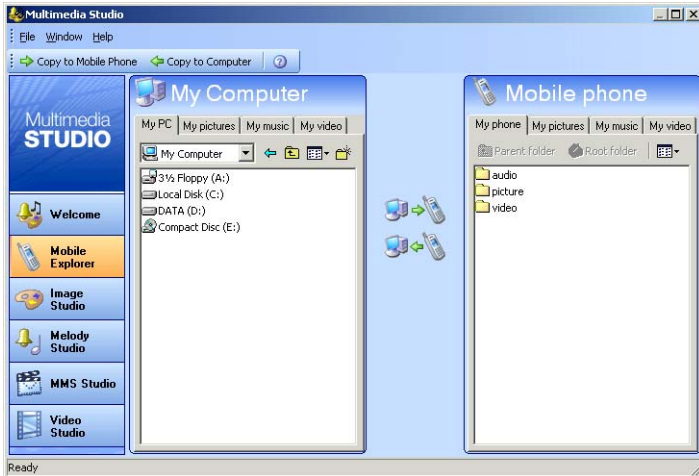 Multimedia Studio
File Window Help
Copy to Mobile Phone Copy to Computer
Multimedia
STUDIO
Welcome
Mobile
Explorer
Image
Studio
Melody
Studio
MMS Studio
Video
Studio
My Computer
My PC My pictures My music My video
My Computer
3½ Floppy (A:)
Local Disk (C:)
DATA (D:)
Compact Disc (E:)
Mobile phone
My phone My pictures My music My video
Parent folder Root folder
audio
picture
video
Ready